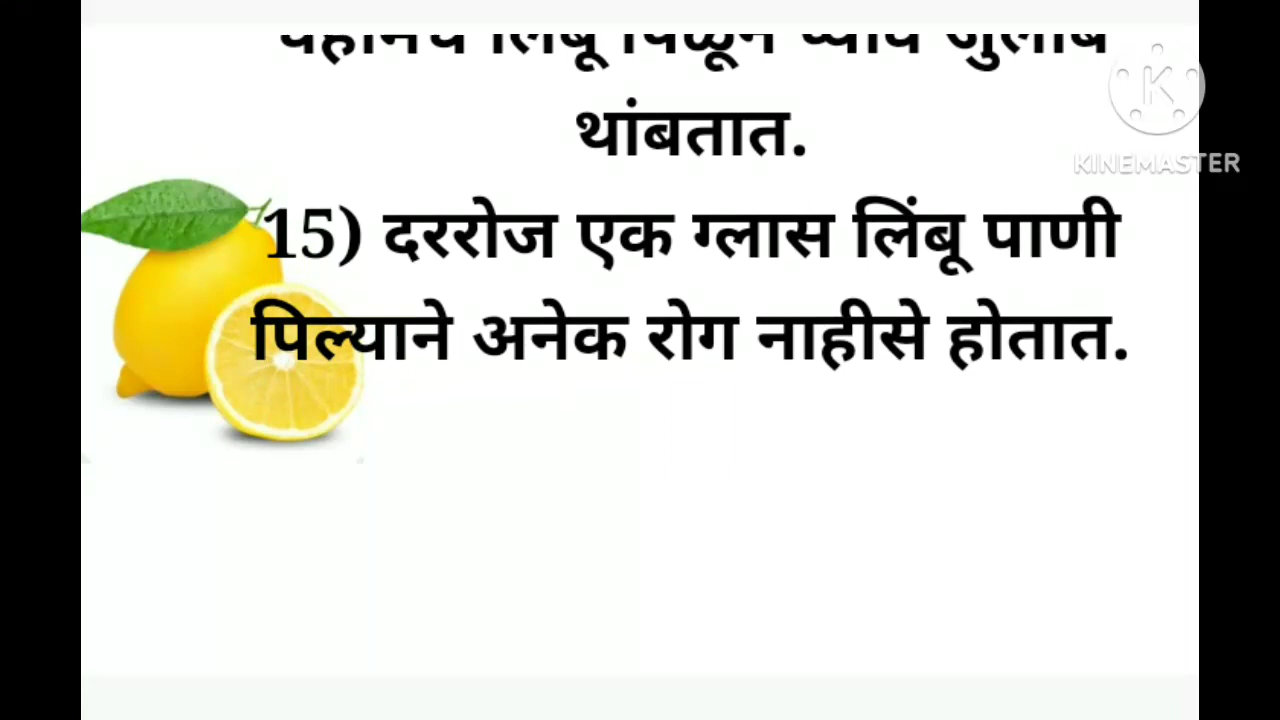 लिंबू पिळून जुलाब
थांबतात.
15) दररोज एक ग्लास लिंबू पाणी
पिल्याने अनेक रोग नाहीसे होतात.
KINEMASTER